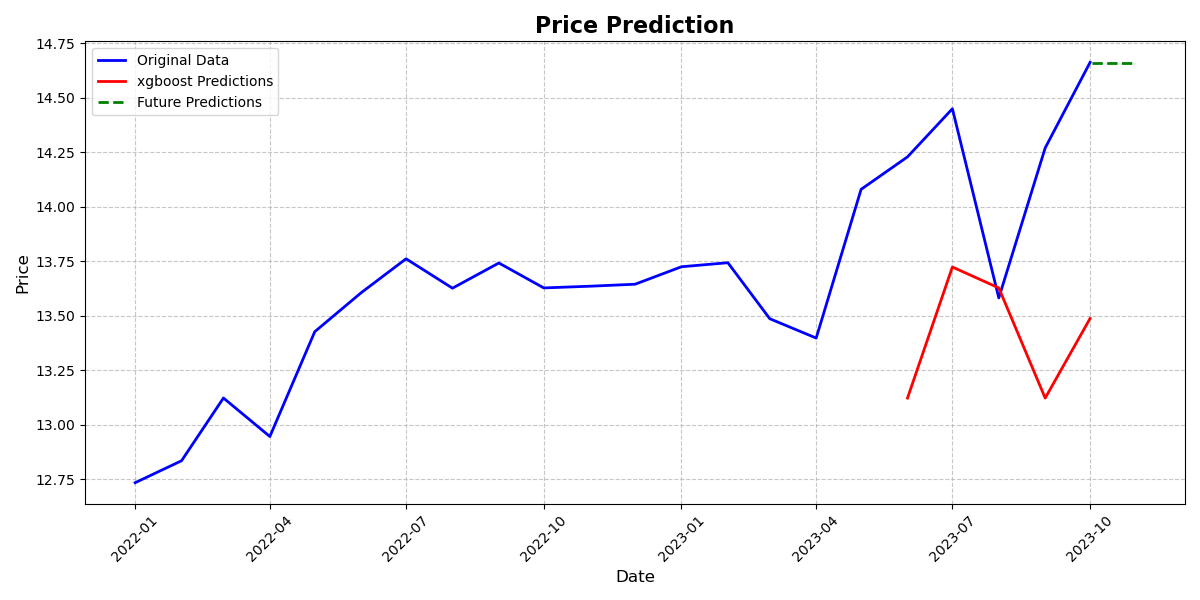 Price Prediction
Original Data
xgboost Predictions
Future Predictions
Price
14.75
14.50
14.25
14.00
13.75
13.50
13.25
13.00
12.75
2022-01
2022-04
2022-07
2022-10
2023-01
2023-04
2023-07
2023-10
Date